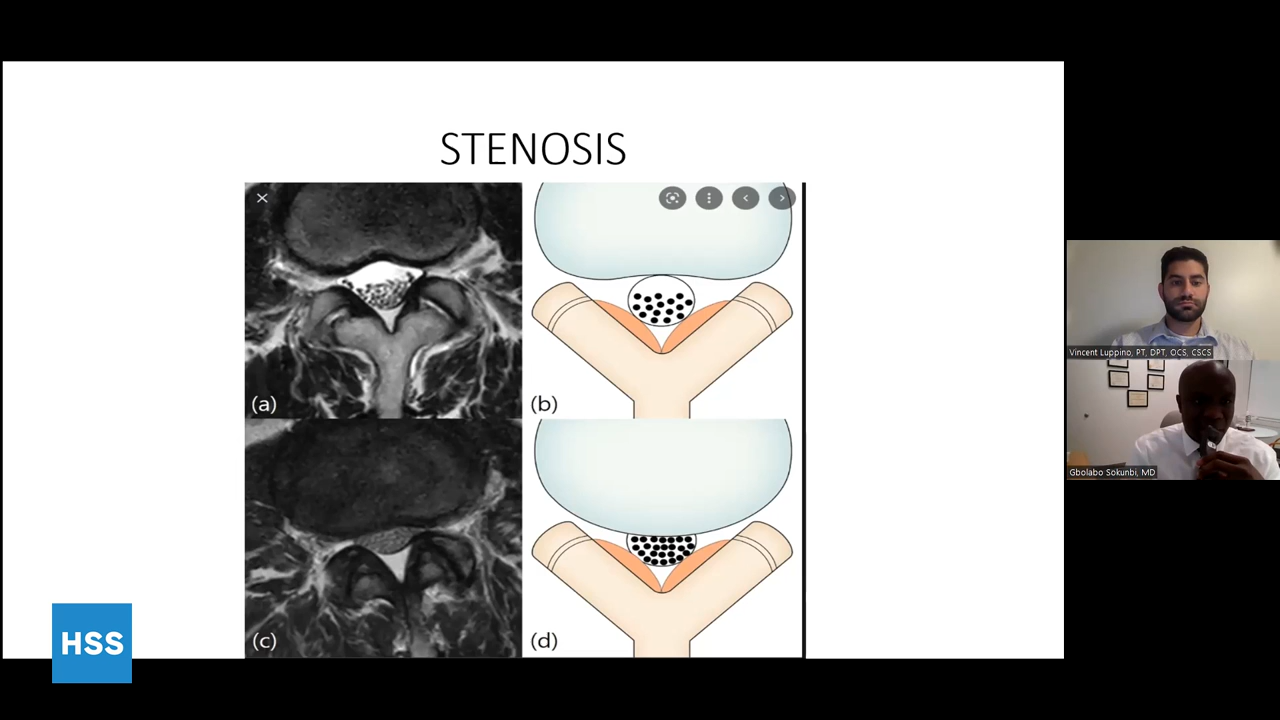 STENOSIS
(a)
(b)
(c)
(d)
Vincent Luppino, PT, DPT, OCS, CSCS
Gbolabo Sokunbi, MD
HSS